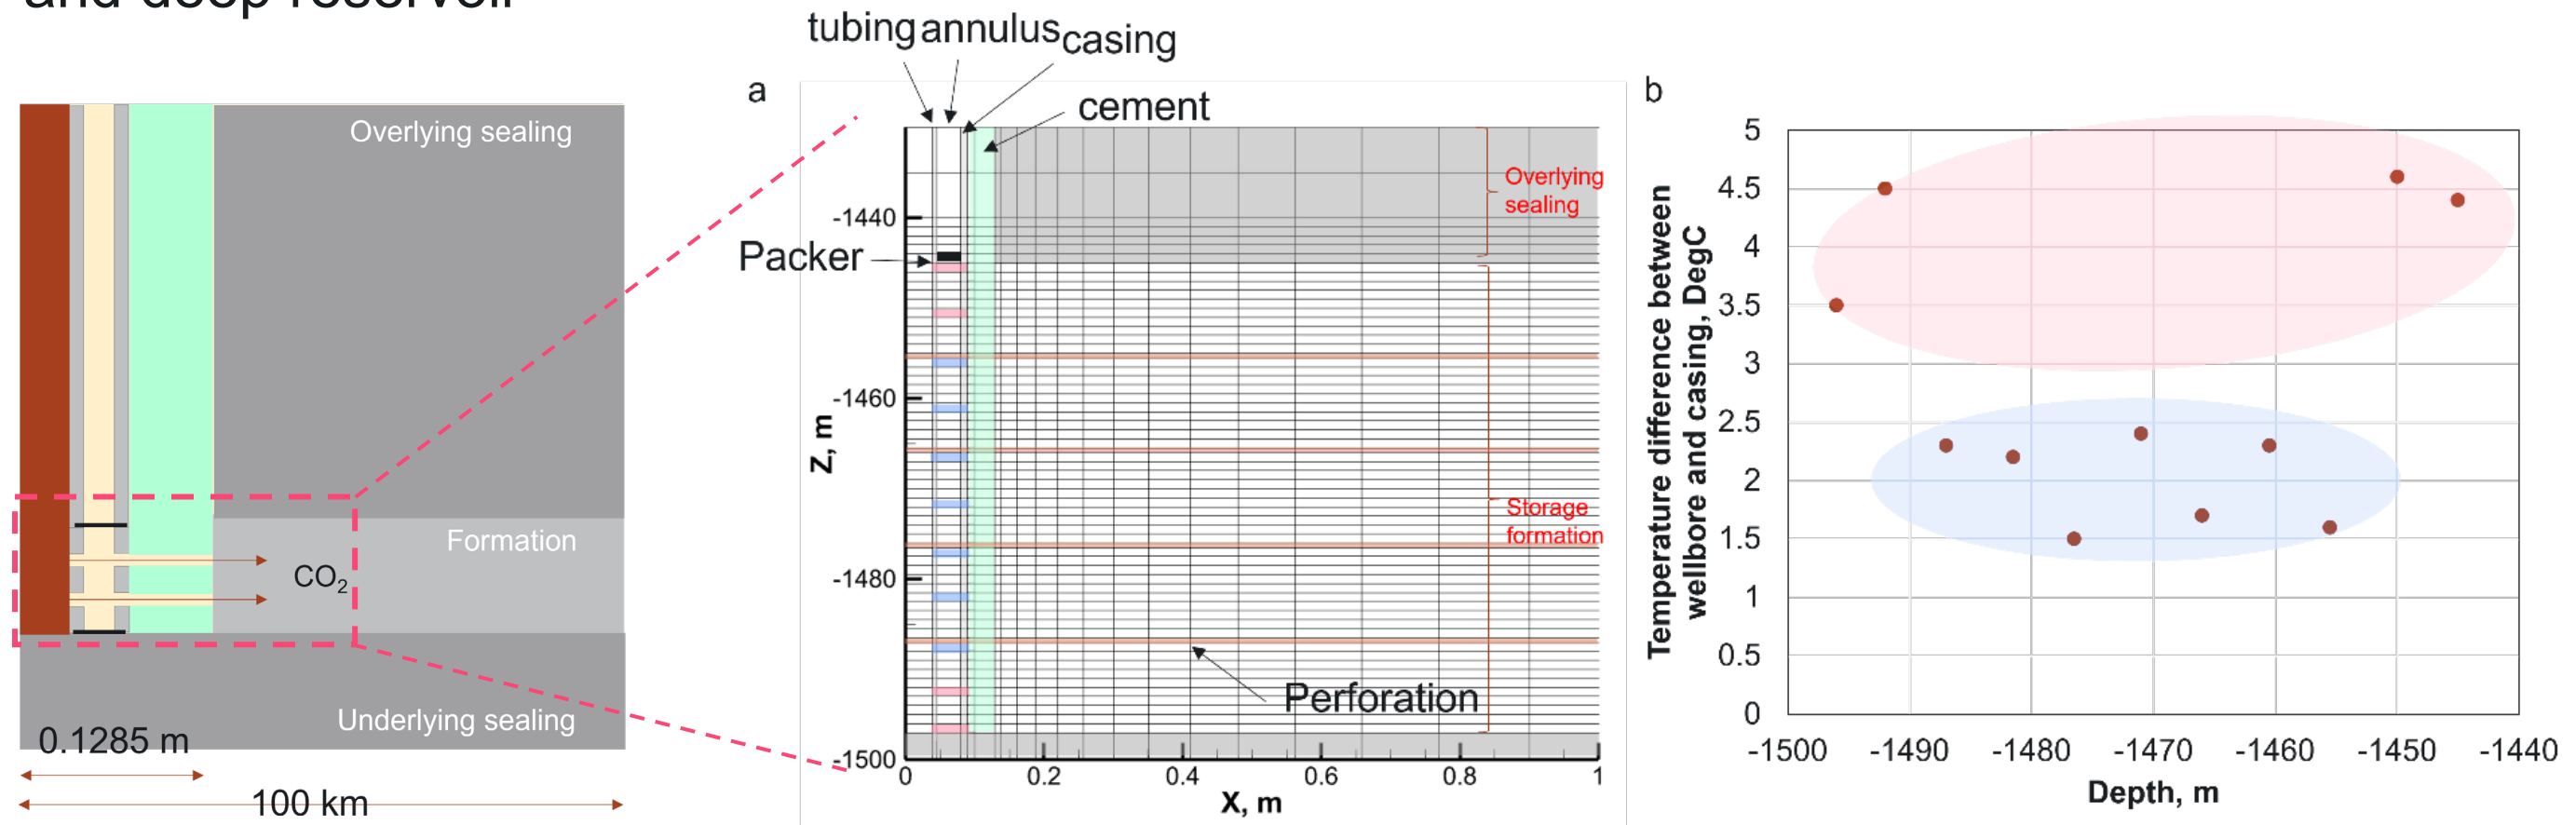 and deep reservoir
Overlying sealing
Formation
CO2
Underlying sealing
0.1285 m
100 km
a
tubing annulus casing
cement
Packer
Overlying
sealing
Storage
formation
Perforation
Z, m
-1440
-1460
-1480
-1500
0 0.2 0.4 0.6 0.8 1
X, m
b
Temperature difference between
wellbore and casing, DegC
5
4.5
4
3.5
3
2.5
2
1.5
1
0.5
0
-1500 -1490 -1480 -1470 -1460 -1450 -1440
Depth, m